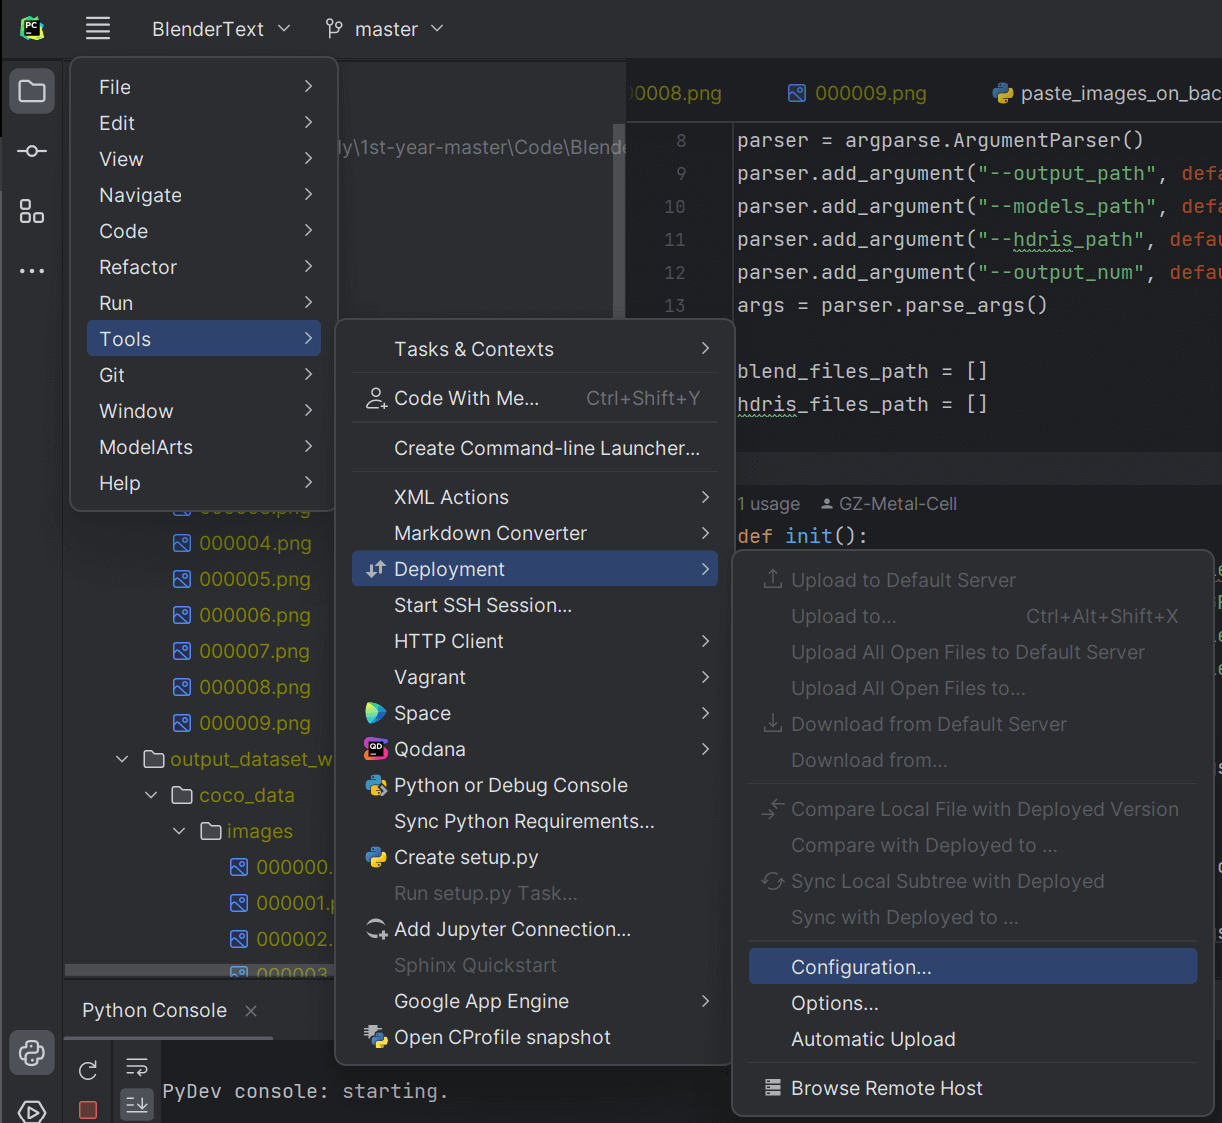 PC
BlenderText
master
File
Edit
View
Navigate
Code
Refactor
Run
Tools
Git
Window
ModelArts
Help
ly\1st-year-master\Code\Blende
0008.png
000009.png
paste_images_on_bac
8 parser = argparse.ArgumentParser()
9 parser.add_argument("--output_path", defa
10 parser.add_argument("--models_path", defa
11 parser.add_argument("--hdris_path", defau
12 parser.add_argument("--output_num", defau
13 args = parser.parse_args()
blend_files_path = []
hdris_files_path = []
1 usage GZ-Metal-Cell
def init():
Tasks & Contexts
Code With Me... Ctrl+Shift+Y
Create Command-line Launcher...
XML Actions
Markdown Converter
Deployment
Start SSH Session...
HTTP Client
Vagrant
Space
QD Qodana
Python or Debug Console
Sync Python Requirements...
Create setup.py
Run setup.py Task...
Add Jupyter Connection...
Sphinx Quickstart
Google App Engine
Open CProfile snapshot
Upload to Default Server
Upload to... Ctrl+Alt+Shift+X
Upload All Open Files to Default Server
Upload All Open Files to...
Download from Default Server
Download from...
Compare Local File with Deployed Version
Compare with Deployed to ...
Sync Local Subtree with Deployed
Sync with Deployed to ...
Configuration...
Options...
Automatic Upload
Browse Remote Host
000004.png
000005.png
000006.png
000007.png
000008.png
000009.png
output_dataset_w
coco_data
images
000000.
000001.p
000002.
000003
Python Console
PyDev console: starting.